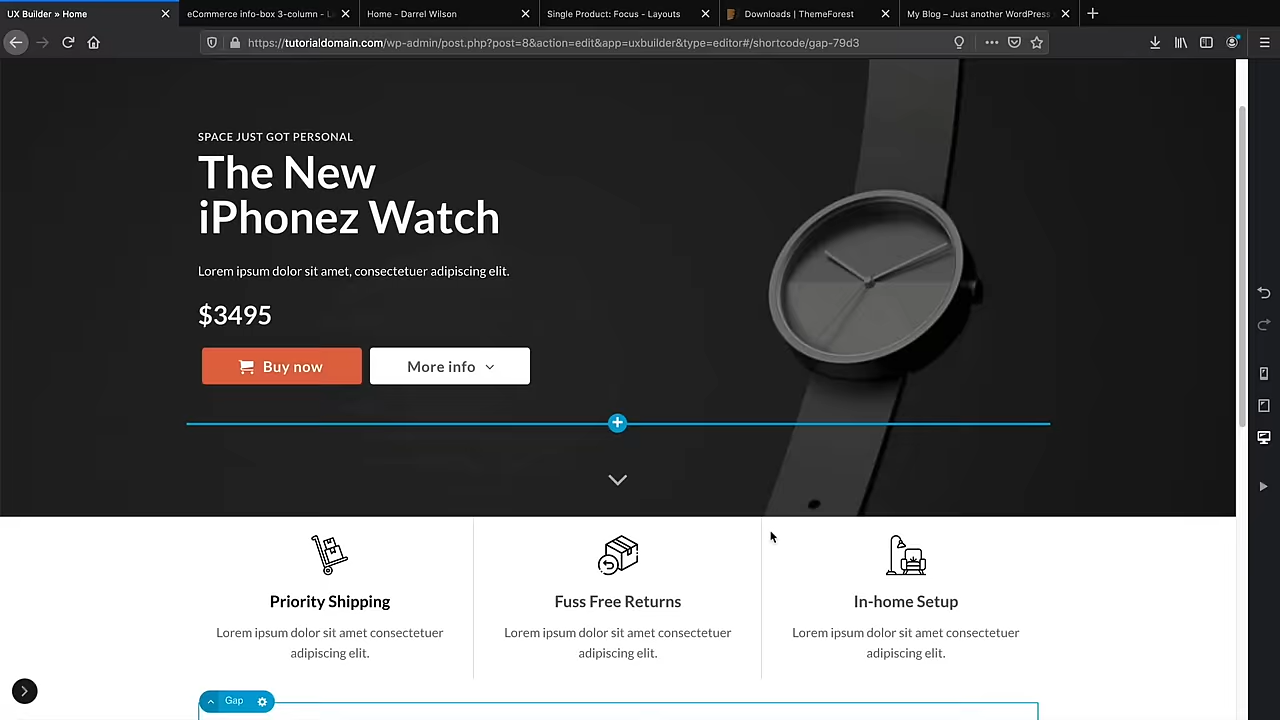 UX Builder » Home
eCommerce info-box 3-column - L
Home - Darrel Wilson
Single Product: Focus - Layouts
Downloads | ThemeForest
My Blog – Just another WordPress
https://tutorialdomain.com/wp-admin/post.php?post=8&action=edit&app=uxbuilder&type=editor#/shortcode/gap-79d3
SPACE JUST GOT PERSONAL
The New
iPhonez Watch
Lorem ipsum dolor sit amet, consectetuer adipiscing elit.
$3495
Buy now
More info
Priority Shipping
Fuss Free Returns
In-home Setup
Lorem ipsum dolor sit amet consectetuer
adipiscing elit.
Lorem ipsum dolor sit amet consectetuer
adipiscing elit.
Lorem ipsum dolor sit amet consectetuer
adipiscing elit.
Gap